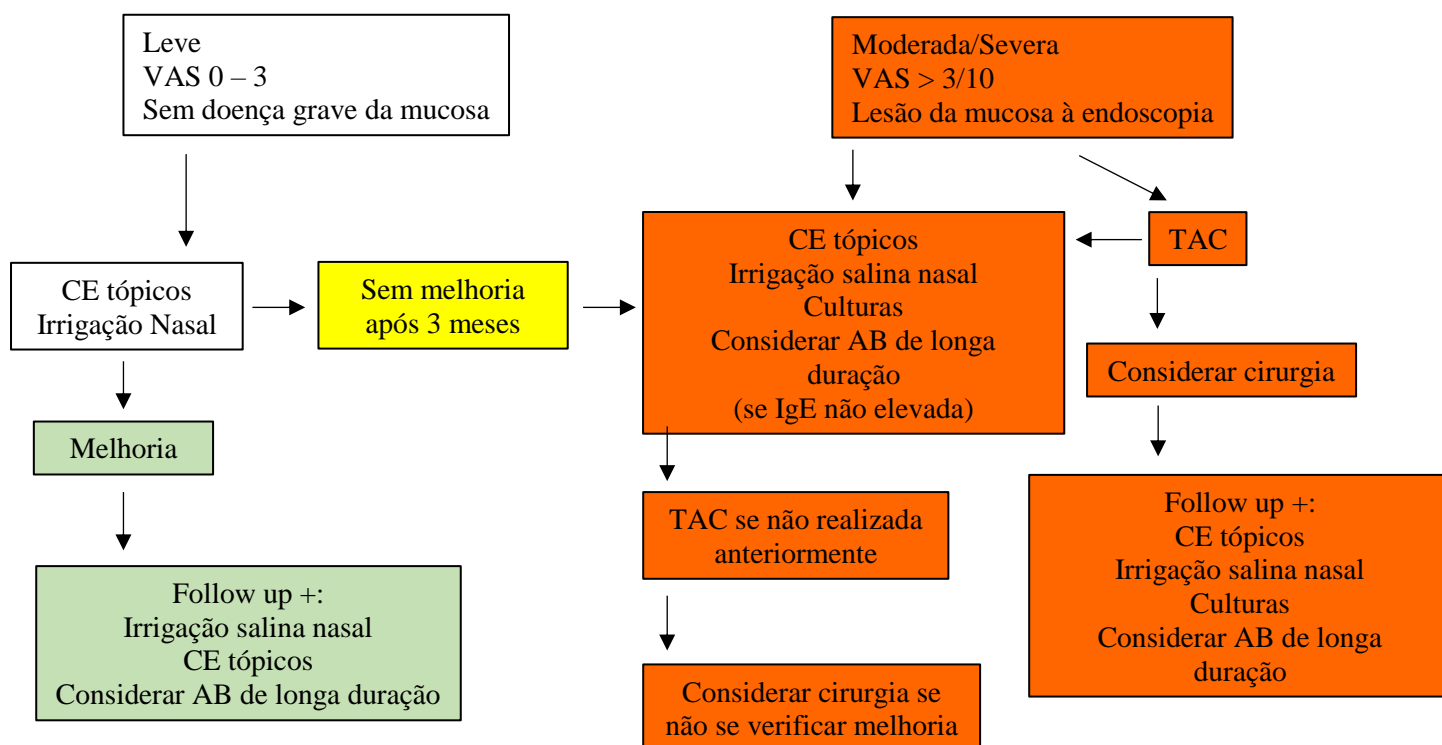 Leve
VAS 0 – 3
Sem doença grave da mucosa
Moderada/Severa
VAS > 3/10
Lesão da mucosa à endoscopia
CE tópicos
Irrigação Nasal
Sem melhoria
após 3 meses
CE tópicos
Irrigação salina nasal
Culturas
Considerar AB de longa
duração
(se IgE não elevada)
TAC
Considerar cirurgia
Melhoria
Follow up +:
Irrigação salina nasal
CE tópicos
Considerar AB de longa duração
TAC se não realizada
anteriormente
Considerar cirurgia se
não se verificar melhoria
Follow up +:
CE tópicos
Irrigação salina nasal
Culturas
Considerar AB de longa
duração